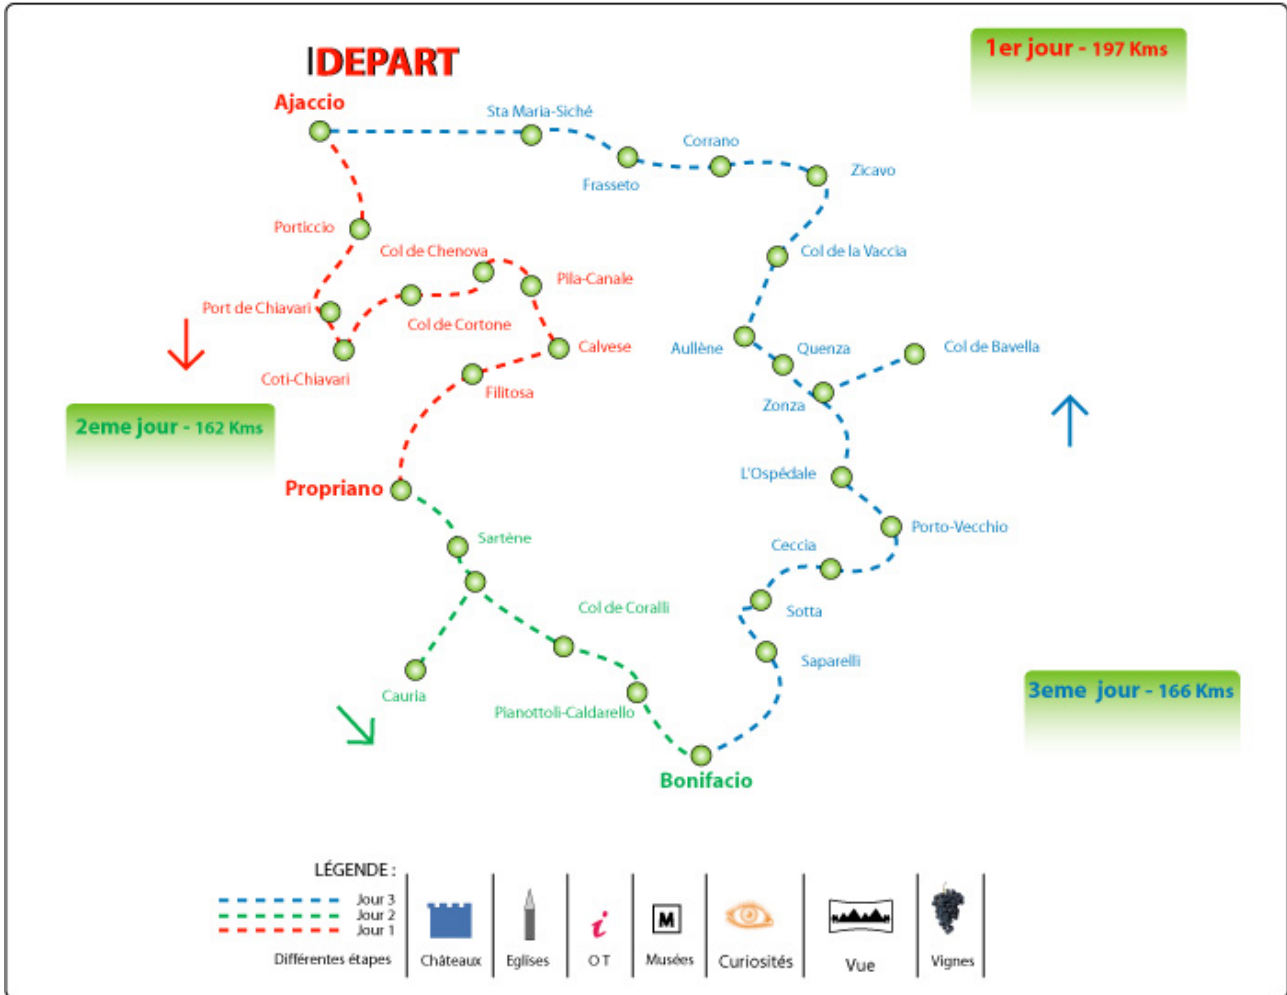 DEPART
1er jour - 197 Kms
Ajaccio
Sta Maria-Siché
Corrano
Zicavo
Frasseto
Porticcio
Col de Chenova
Col de la Vaccia
Pila-Canale
Port de Chiavari
Col de Cortone
Calvese
Aullène
Quenza
Col de Bavella
Coti-Chiavari
Filitosa
Zonza
2eme jour - 162 Kms
L'Ospédale
Propriano
Porto-Vecchio
Sartène
Ceccia
Col de Coralli
Sotta
Saparelli
Cauria
3eme jour - 166 Kms
Pianottoli-Caldarello
Bonifacio
LÉGENDE :
Jour 3
Jour 2
Jour 1
Différentes étapes
Châteaux
Eglises
i
O T
M
Musées
Curiosités
Vue
Vignes